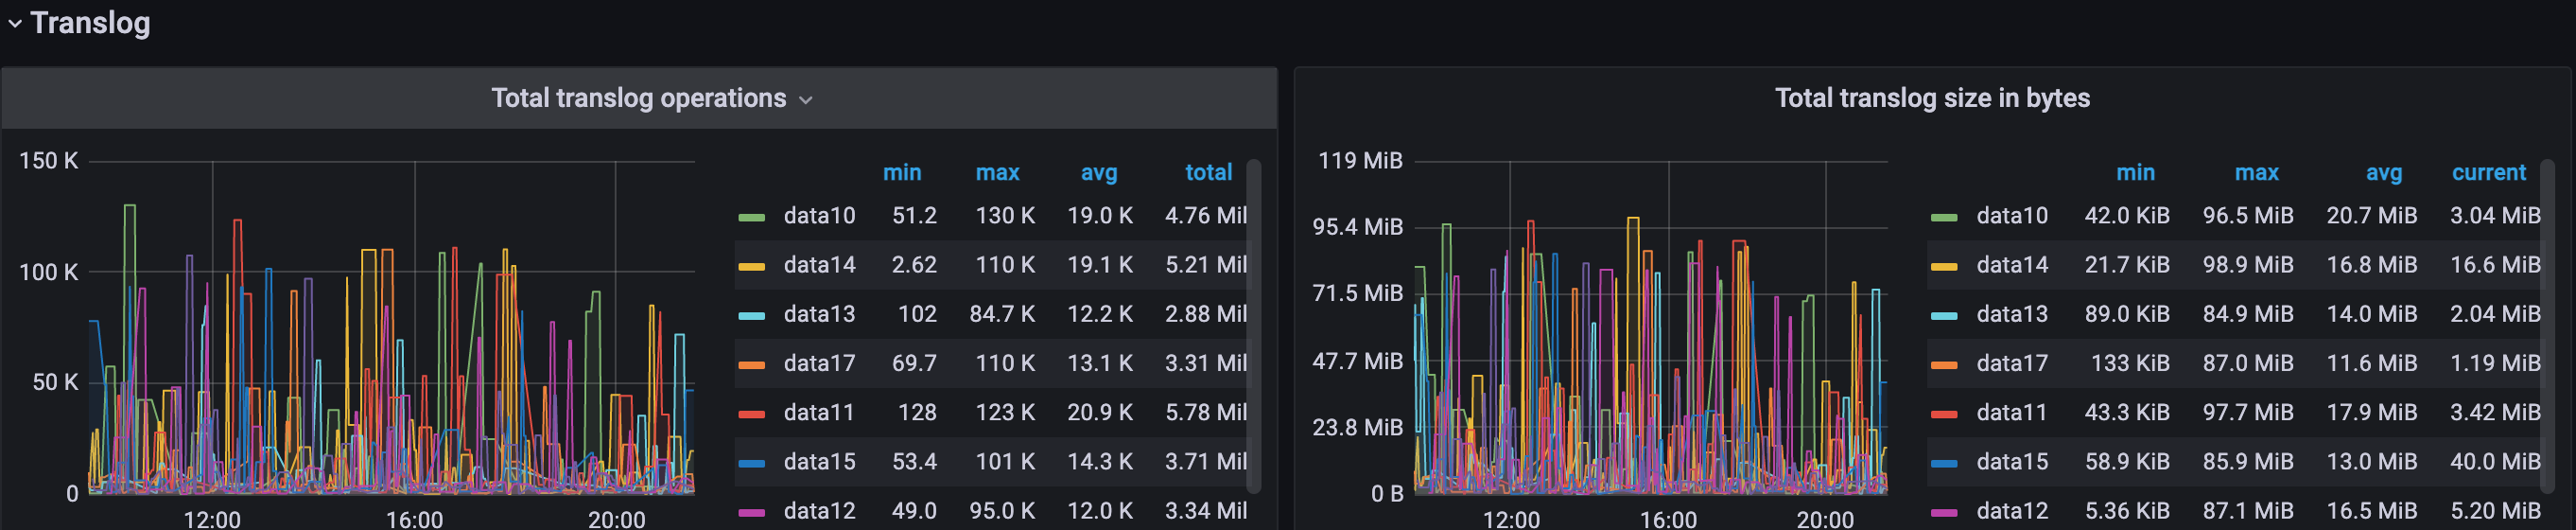 Translog
Total translog operations
150 K
100 K
50 K
0
12:00 16:00 20:00
min max avg total
data10 51.2 130 K 19.0 K 4.76 Mil
data14 2.62 110 K 19.1 K 5.21 Mil
data13 102 84.7 K 12.2 K 2.88 Mil
data17 69.7 110 K 13.1 K 3.31 Mil
data11 128 123 K 20.9 K 5.78 Mil
data15 53.4 101 K 14.3 K 3.71 Mil
data12 49.0 95.0 K 12.0 K 3.34 Mil
Total translog size in bytes
119 MiB
95.4 MiB
71.5 MiB
47.7 MiB
23.8 MiB
0 B
12:00 16:00 20:00
min max avg current
data10 42.0 KiB 96.5 MiB 20.7 MiB 3.04 MiB
data14 21.7 KiB 98.9 MiB 16.8 MiB 16.6 MiB
data13 89.0 KiB 84.9 MiB 14.0 MiB 2.04 MiB
data17 133 KiB 87.0 MiB 11.6 MiB 1.19 MiB
data11 43.3 KiB 97.7 MiB 17.9 MiB 3.42 MiB
data15 58.9 KiB 85.9 MiB 13.0 MiB 40.0 MiB
data12 5.36 KiB 87.1 MiB 16.5 MiB 5.20 MiB